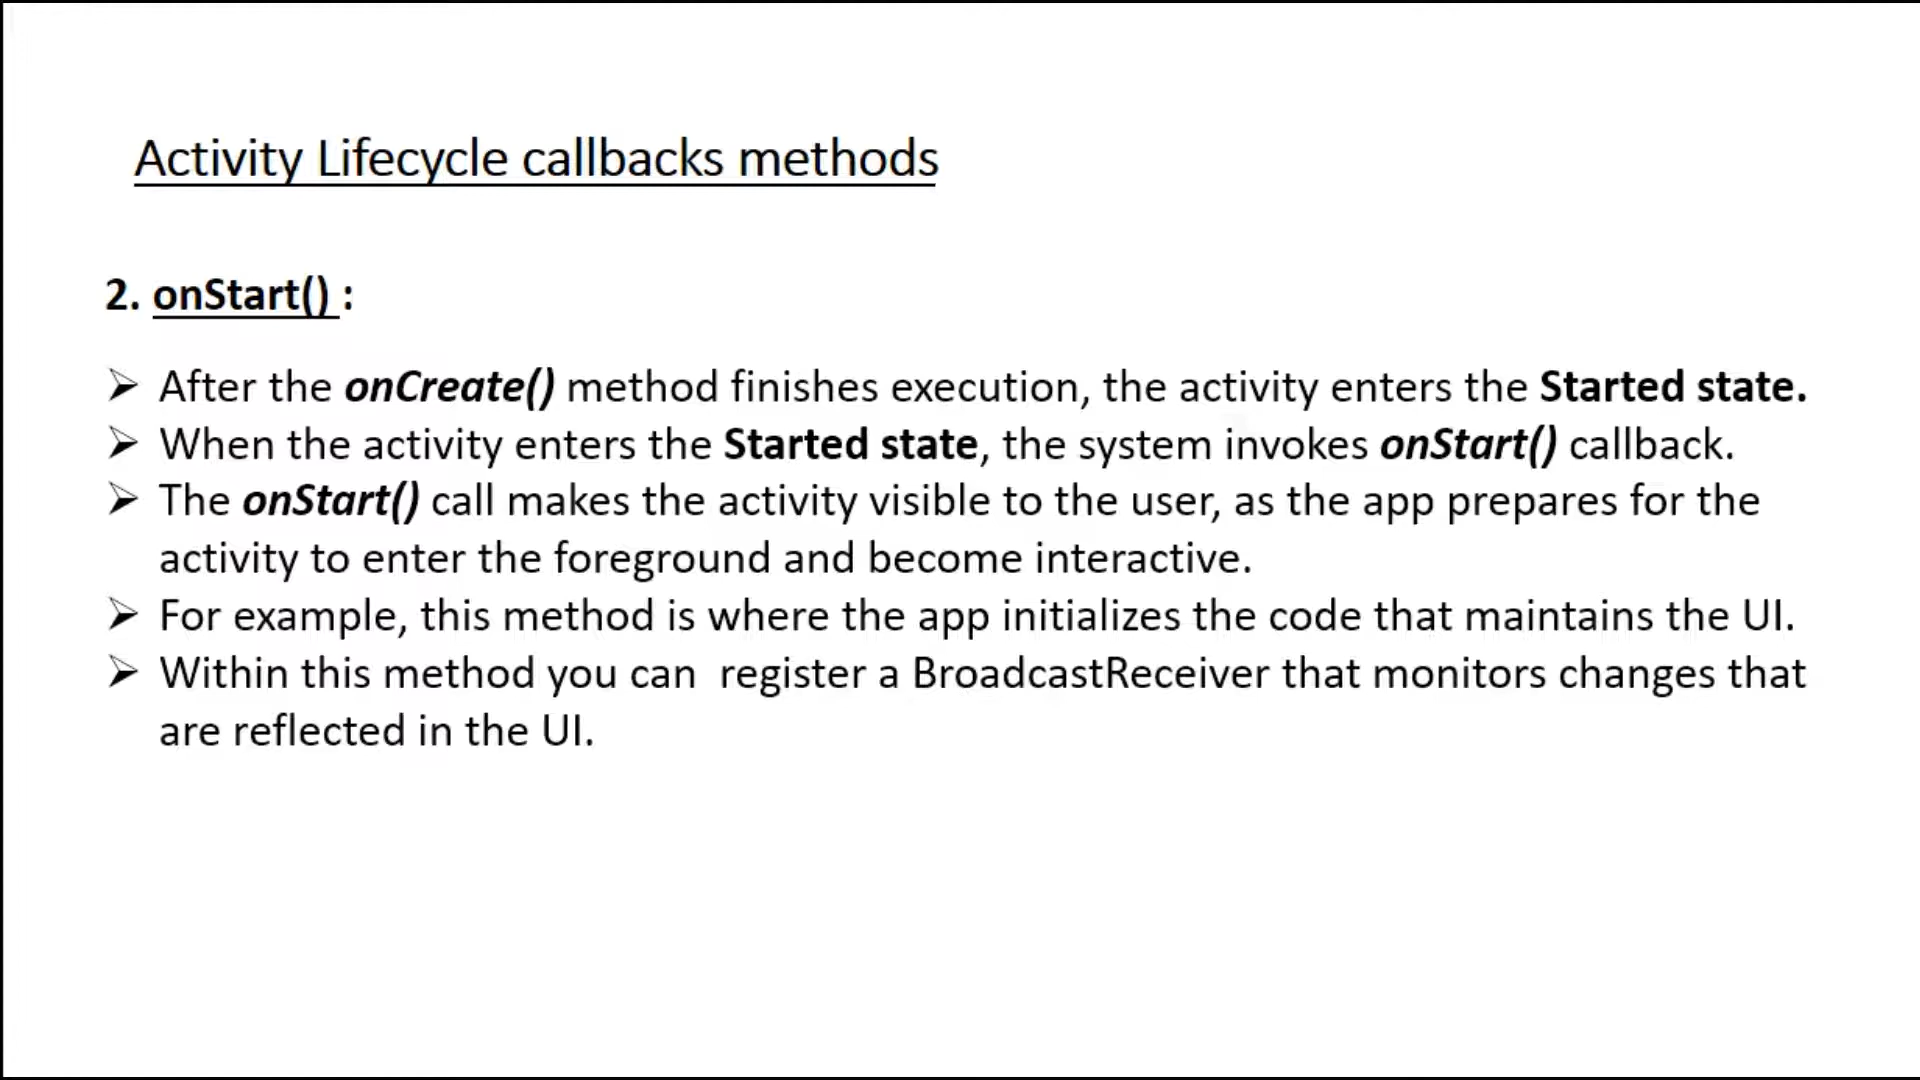 Activity Lifecycle callbacks methods
2. onStart() :
➢ After the onCreate() method finishes execution, the activity enters the Started state.
➢ When the activity enters the Started state, the system invokes onStart() callback.
➢ The onStart() call makes the activity visible to the user, as the app prepares for the
activity to enter the foreground and become interactive.
➢ For example, this method is where the app initializes the code that maintains the UI.
➢ Within this method you can  register a BroadcastReceiver that monitors changes that
are reflected in the UI.